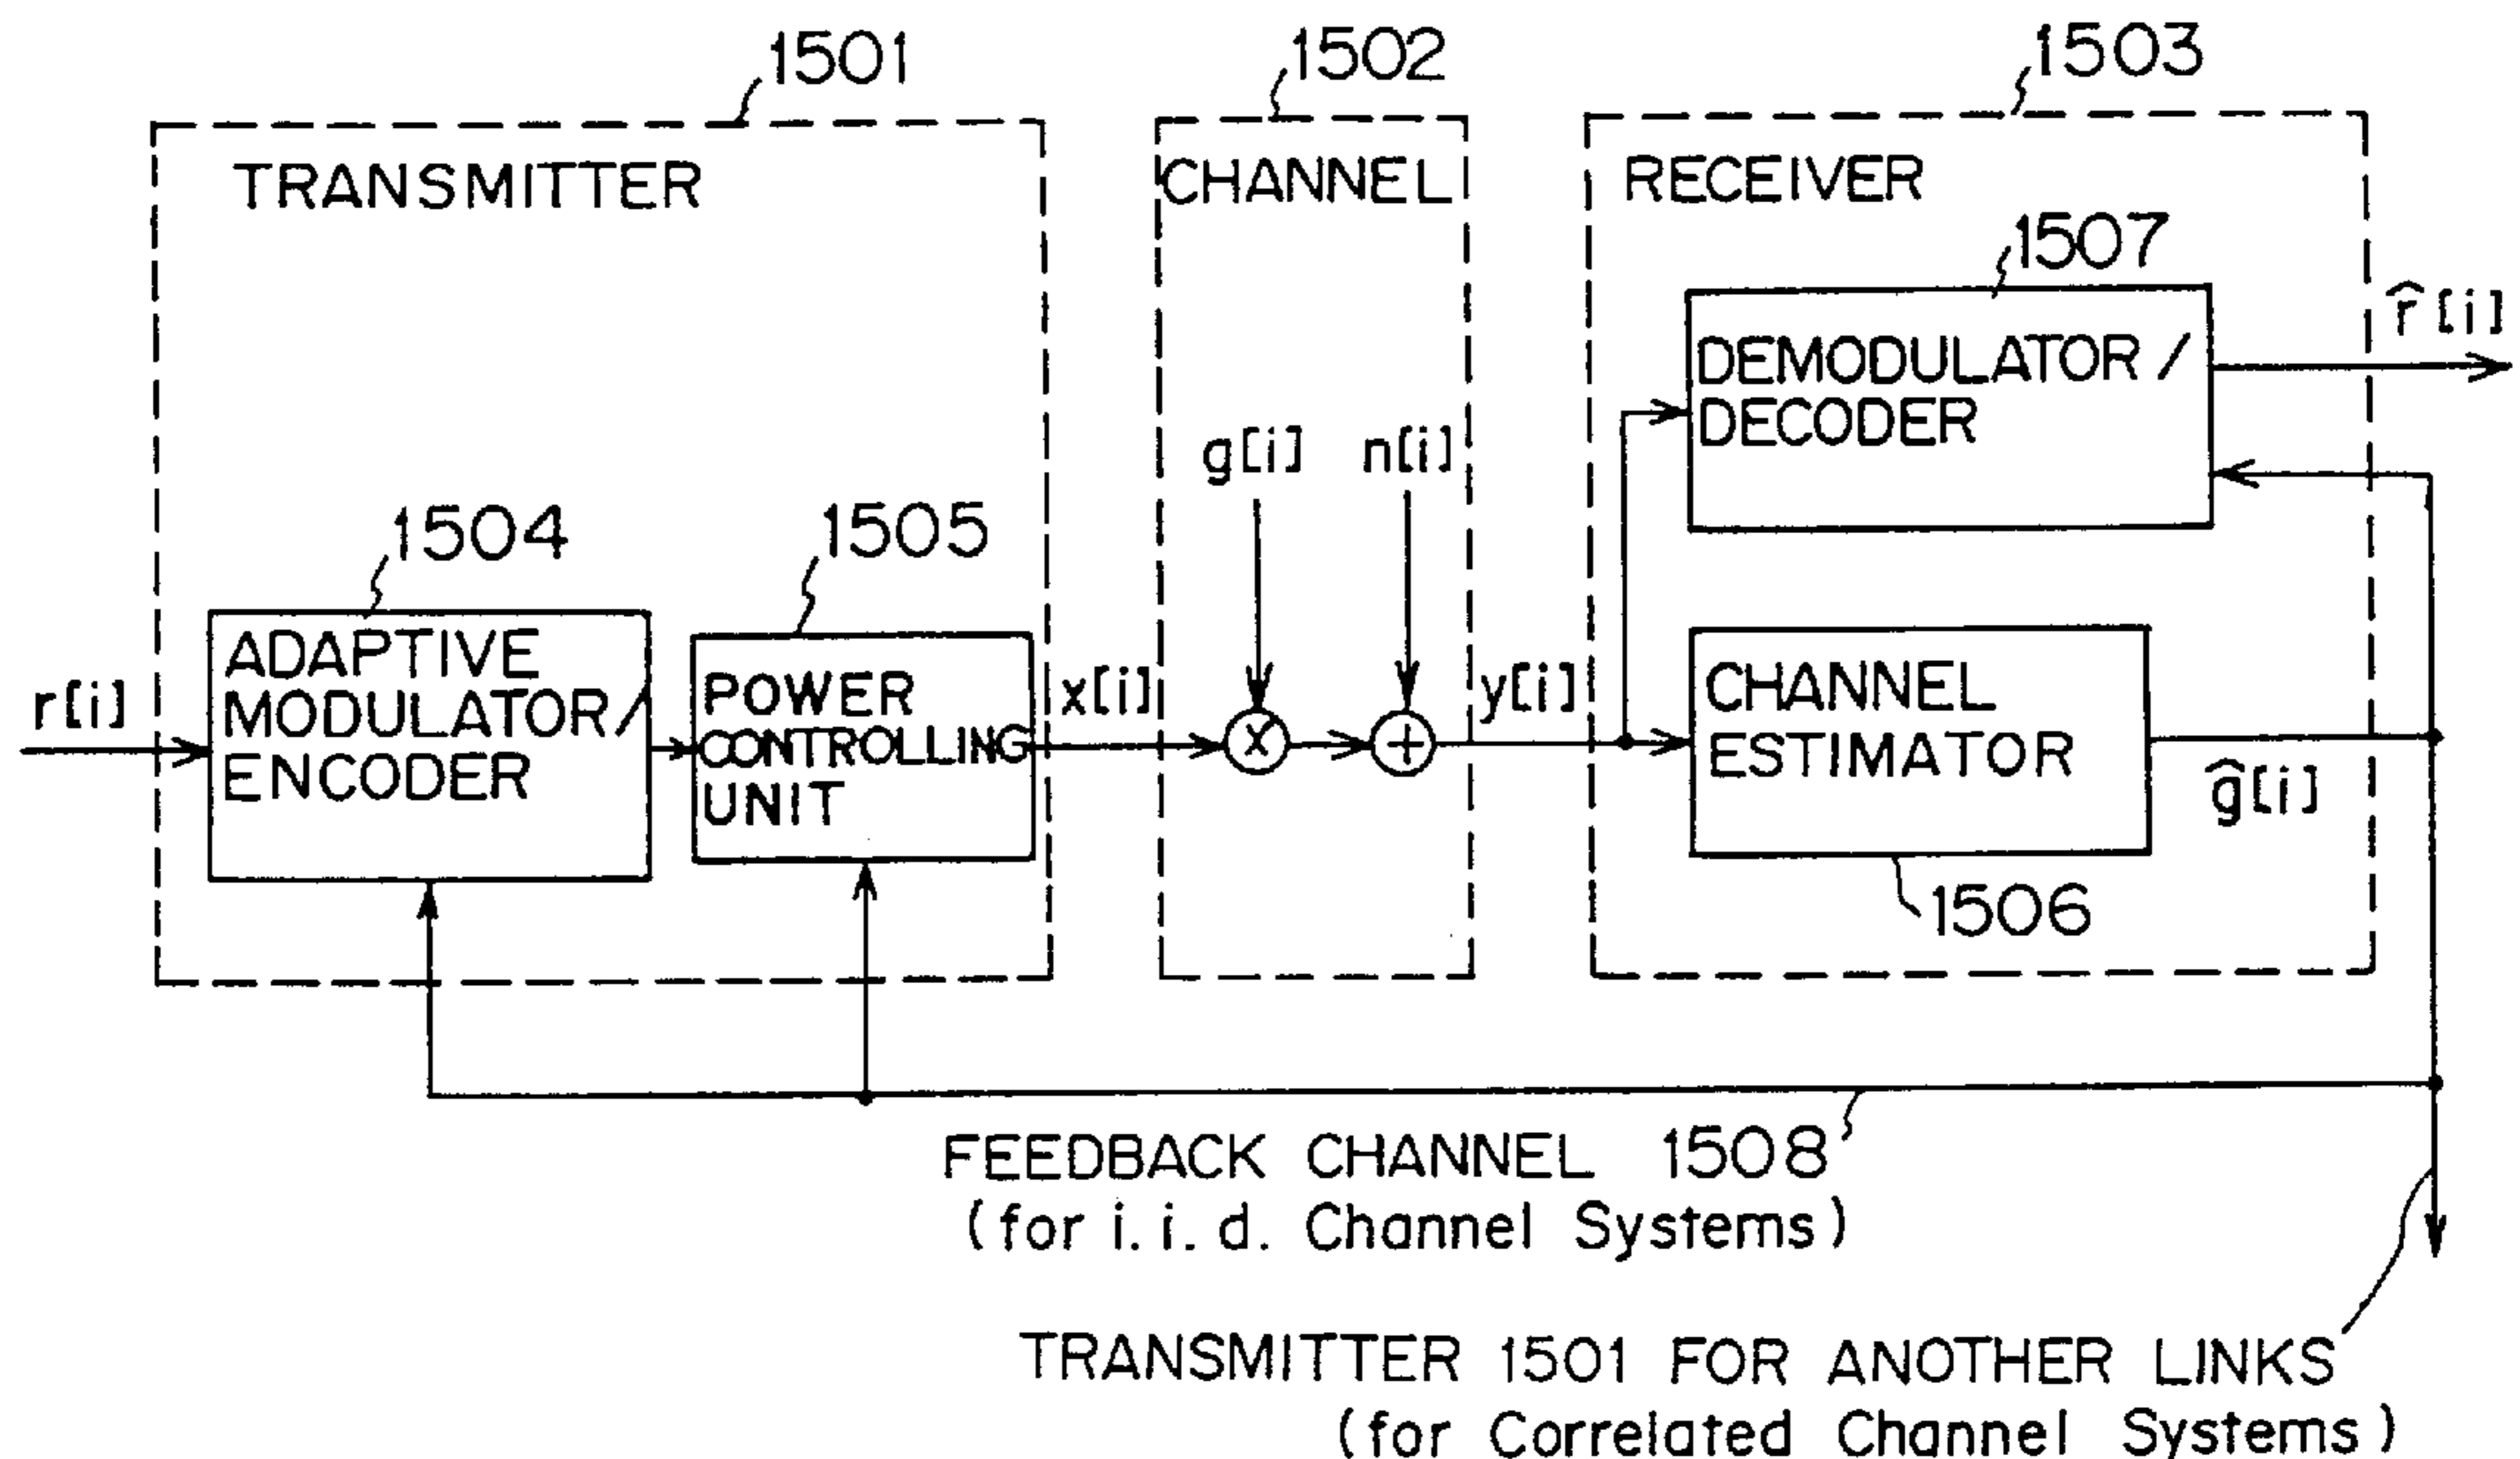 1501
1502
1503
TRANSMITTER
CHANNEL
RECEIVER
1507
r̂[i]
DEMODULATOR/
DECODER
g[i]
n[i]
1504
1505
ADAPTIVE
MODULATOR/
ENCODER
r[i]
POWER
CONTROLLING
UNIT
x[i]
y[i]
CHANNEL
ESTIMATOR
ĝ[i]
1506
FEEDBACK CHANNEL 1508
(for i.i.d. Channel Systems)
TRANSMITTER 1501 FOR ANOTHER LINKS
(for Correlated Channel Systems)